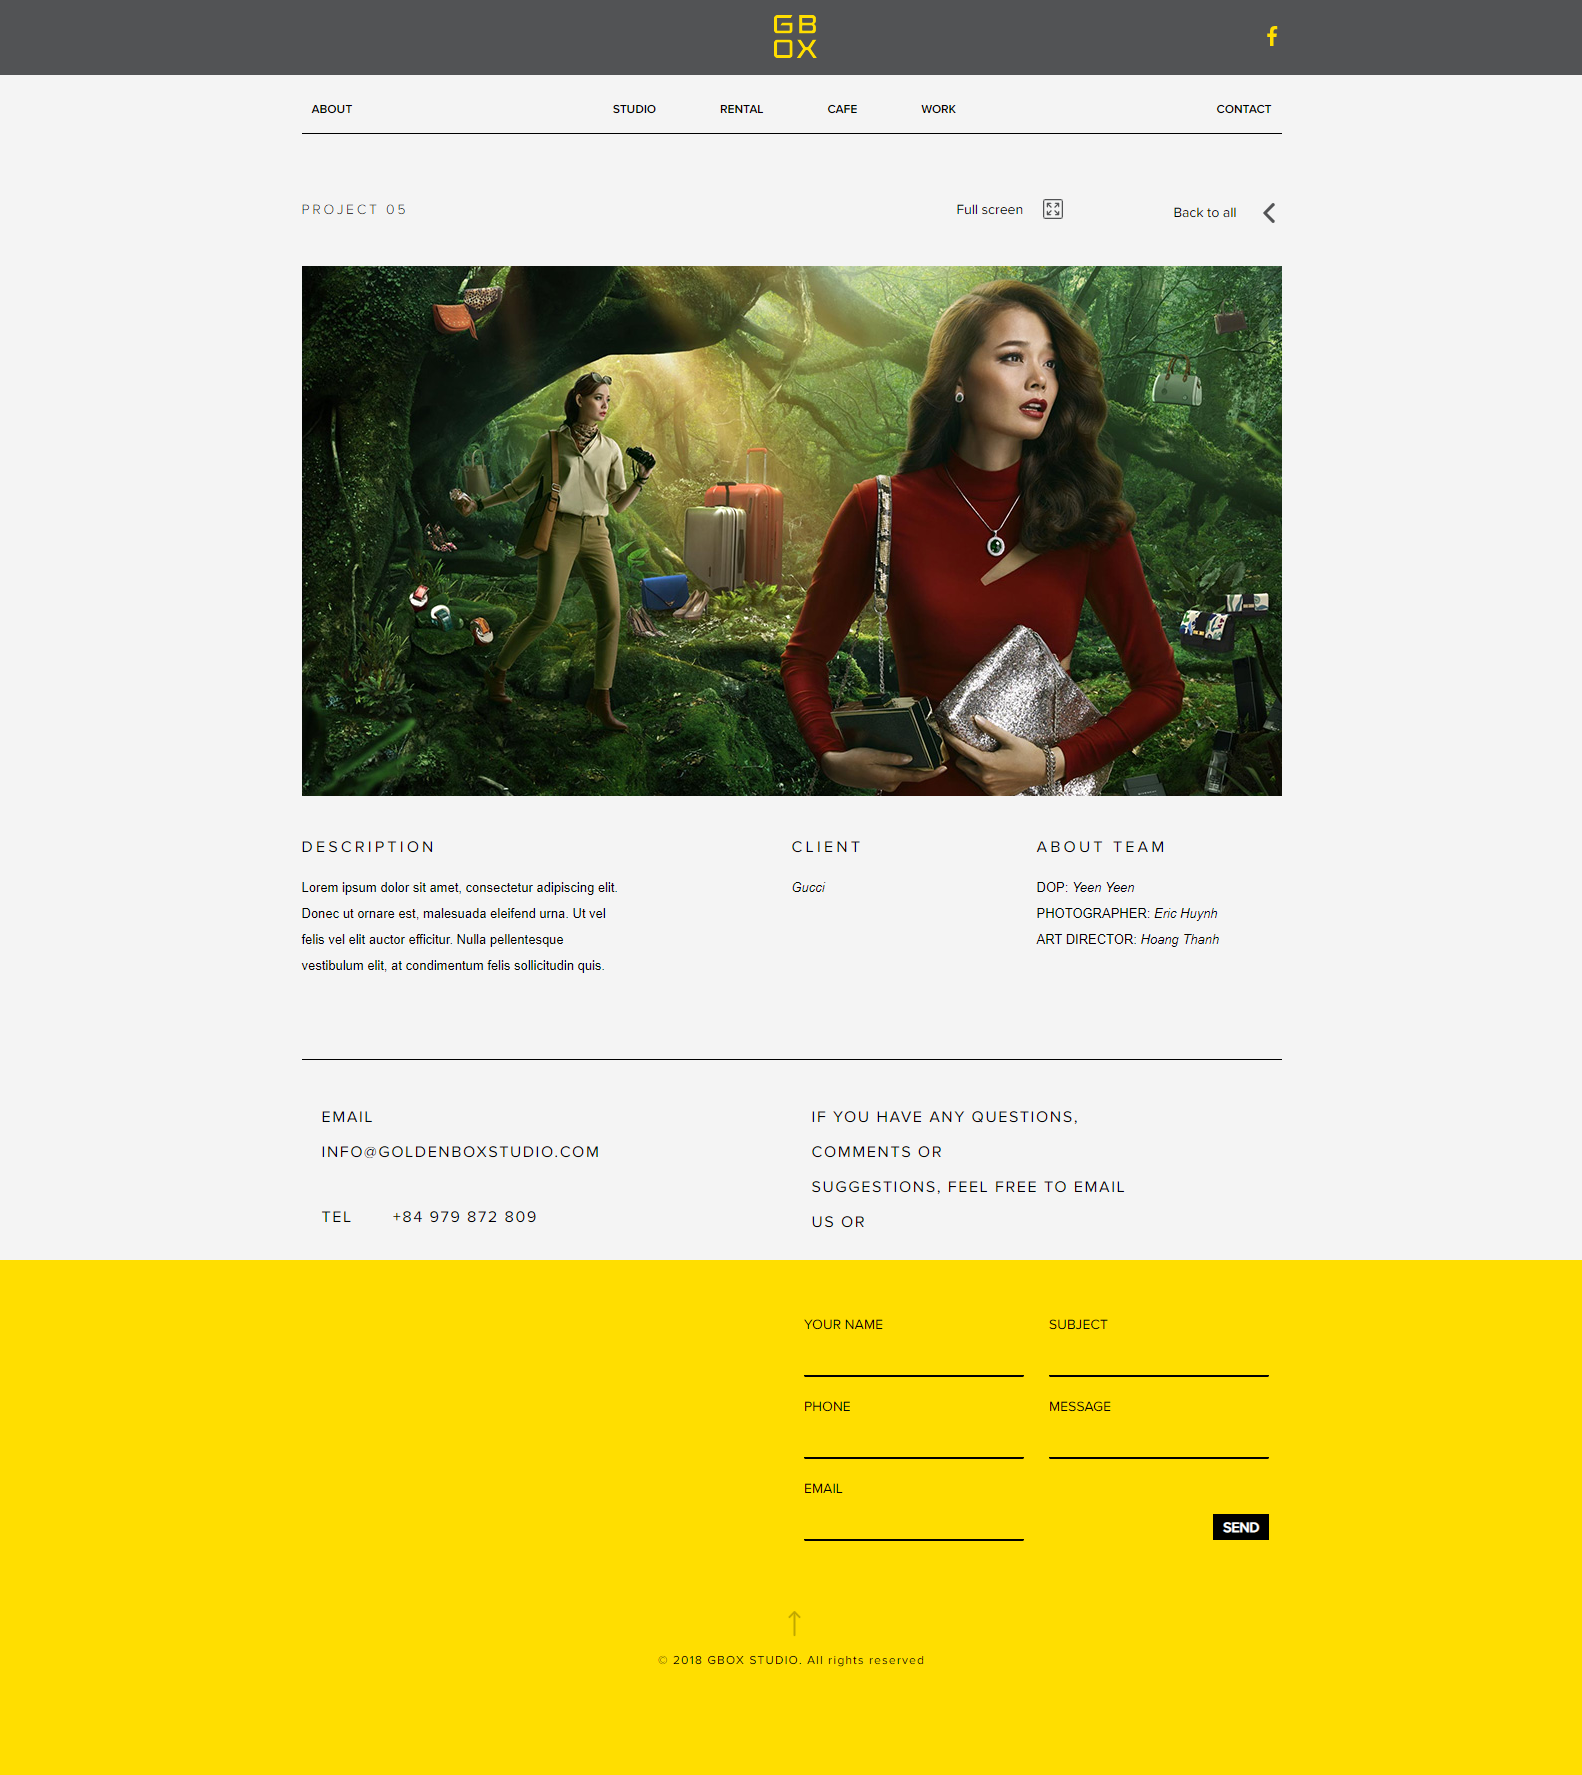 GB
OX
ABOUT STUDIO RENTAL CAFE WORK CONTACT
PROJECT 05 Full screen Back to all
DESCRIPTION
Lorem ipsum dolor sit amet, consectetur adipiscing elit.
Donec ut ornare est, malesuada eleifend urna. Ut vel
felis vel elit auctor efficitur. Nulla pellentesque
vestibulum elit, at condimentum felis sollicitudin quis.
CLIENT
Gucci
ABOUT TEAM
DOP: Yeen Yeen
PHOTOGRAPHER: Eric Huynh
ART DIRECTOR: Hoang Thanh
EMAIL
INFO@GOLDENBOXSTUDIO.COM
TEL +84 979 872 809
IF YOU HAVE ANY QUESTIONS,
COMMENTS OR
SUGGESTIONS, FEEL FREE TO EMAIL
US OR
YOUR NAME SUBJECT
PHONE MESSAGE
EMAIL
SEND
© 2018 GBOX STUDIO. All rights reserved